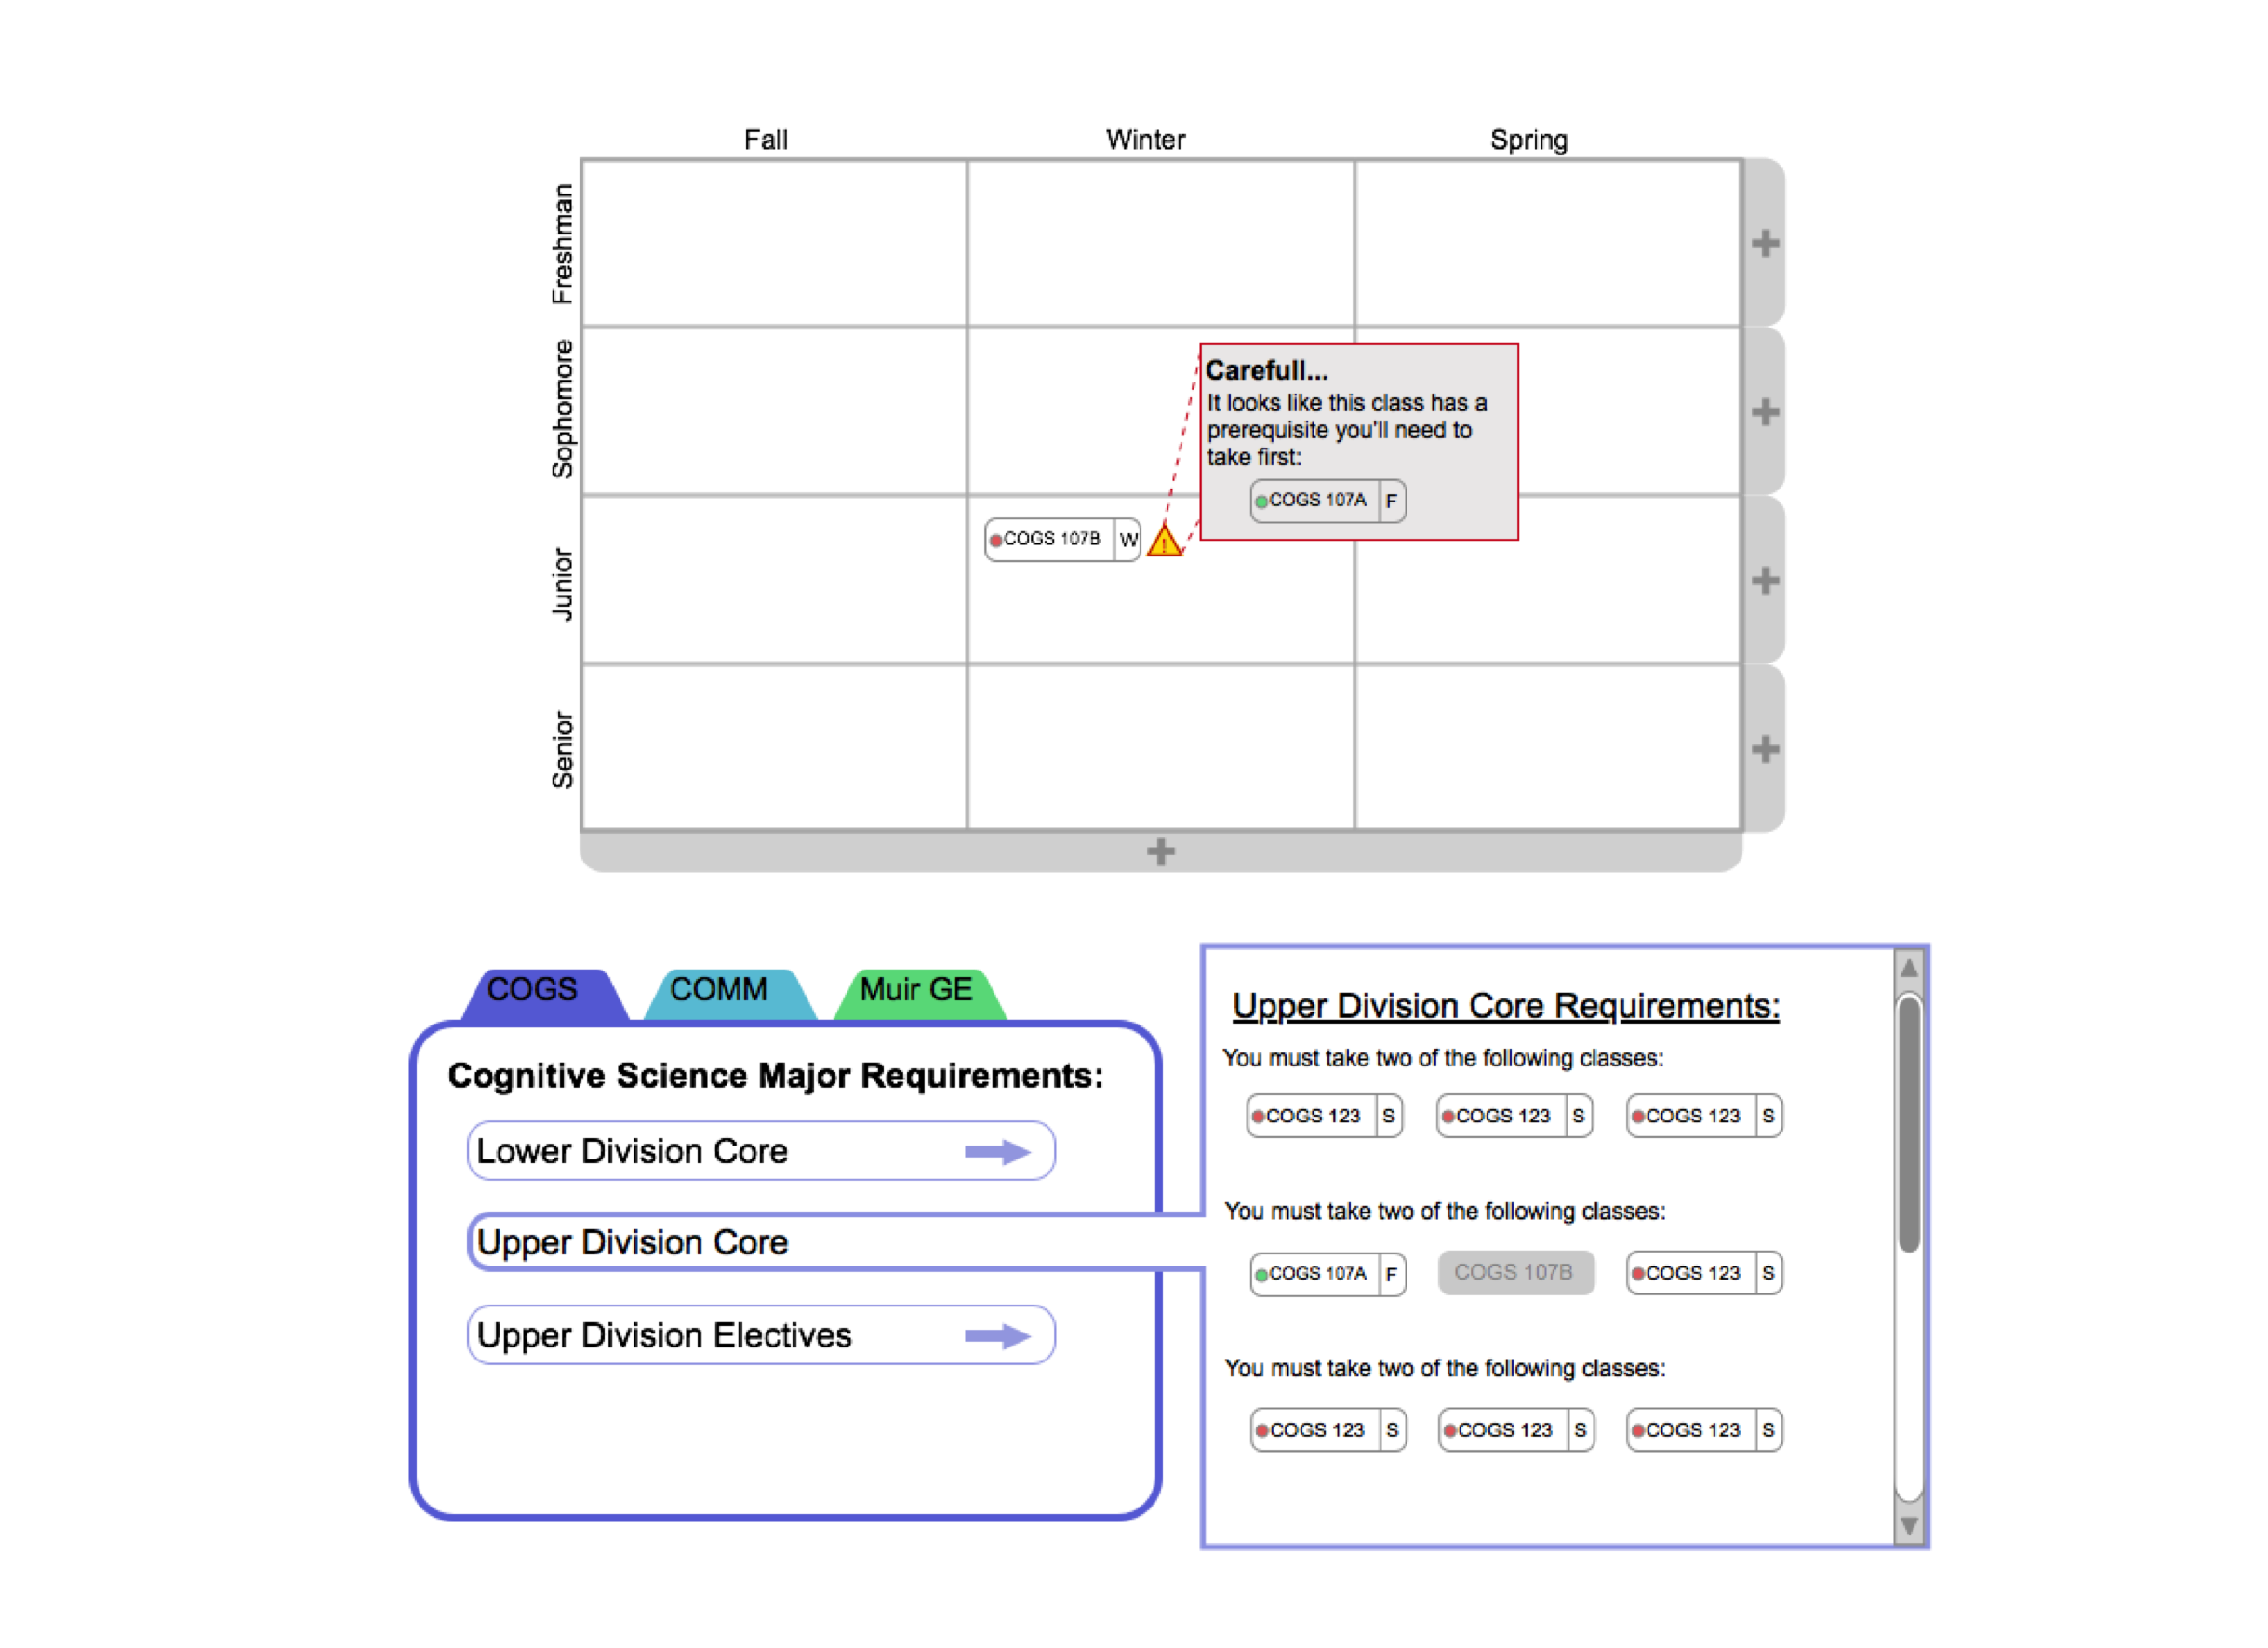 Fall Winter Spring
Freshman
Sophomore
Junior
Senior
Carefull...
It looks like this class has a
prerequisite you'll need to
take first:
COGS 107A F
COGS 107B W
!
COGS COMM Muir GE
Cognitive Science Major Requirements:
Lower Division Core
Upper Division Core
Upper Division Electives
Upper Division Core Requirements:
You must take two of the following classes:
COGS 123 S COGS 123 S COGS 123 S
You must take two of the following classes:
COGS 107A F COGS 107B COGS 123 S
You must take two of the following classes:
COGS 123 S COGS 123 S COGS 123 S